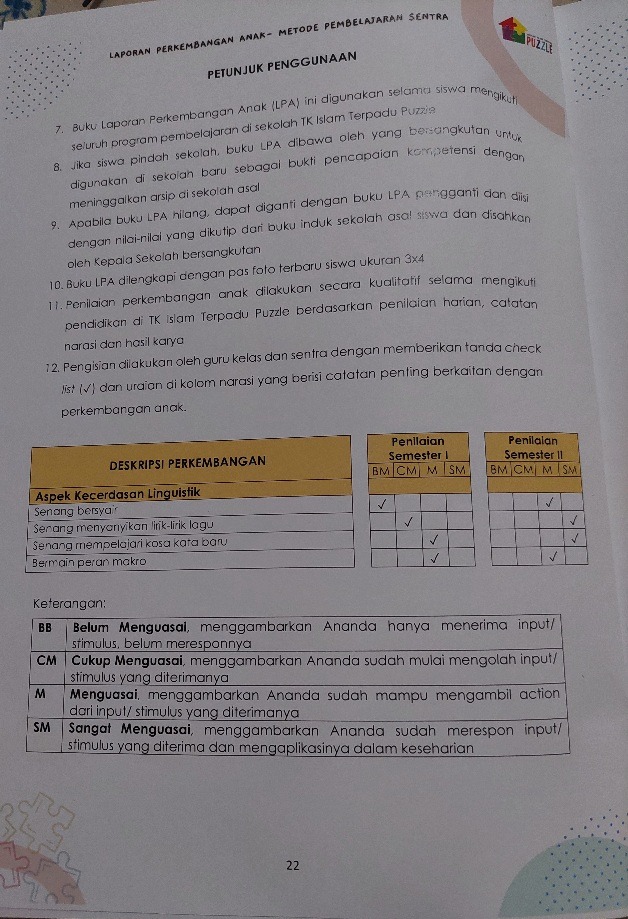 LAPORAN PERKEMBANGAN ANAK- METODE PEMBELAJARAN SENTRA
PUZZLE
PETUNJUK PENGGUNAAN
7. Buku Laporan Perkembangan Anak (LPA) ini digunakan selama siswa mengikuti
seluruh program pembelajaran di sekolah TK Islam Terpadu Puzzle
8. Jika siswa pindah sekolah, buku LPA dibawa oleh yang bersangkutan untuk
digunakan di sekolah baru sebagai bukti pencapaian kompetensi dengan
meninggalkan arsip di sekolah asal
9. Apabila buku LPA hilang, dapat diganti dengan buku LPA pengganti dan diisi
dengan nilai-nilai yang dikutip dari buku induk sekolah asal siswa dan disahkan
oleh Kepala Sekolah bersangkutan
10. Buku LPA dilengkapi dengan pas foto terbaru siswa ukuran 3x4
11. Penilaian perkembangan anak dilakukan secara kualitatif selama mengikuti
pendidikan di TK Islam Terpadu Puzzle berdasarkan penilaian harian, catatan
narasi dan hasil karya
12. Pengisian dilakukan oleh guru kelas dan sentra dengan memberikan tanda check
list (√) dan uraian di kolom narasi yang berisi catatan penting berkaitan dengan
perkembangan anak.
DESKRIPSI PERKEMBANGAN
Penilaian
Semester I
BM CM M SM
Penilaian
Semester II
BM CM M SM
Aspek Kecerdasan Linguistik
Senang bersyair √ √
Senang menyanyikan lirik-lirik lagu √ √
Senang mempelajari kosa kata baru √ √
Bermain peran makro √ √
Keterangan:
BB Belum Menguasai, menggambarkan Ananda hanya menerima input/
stimulus, belum meresponnya
CM Cukup Menguasai, menggambarkan Ananda sudah mulai mengolah input/
stimulus yang diterimanya
M Menguasai, menggambarkan Ananda sudah mampu mengambil action
dari input/ stimulus yang diterimanya
SM Sangat Menguasai, menggambarkan Ananda sudah merespon input/
stimulus yang diterima dan mengaplikasinya dalam keseharian
22